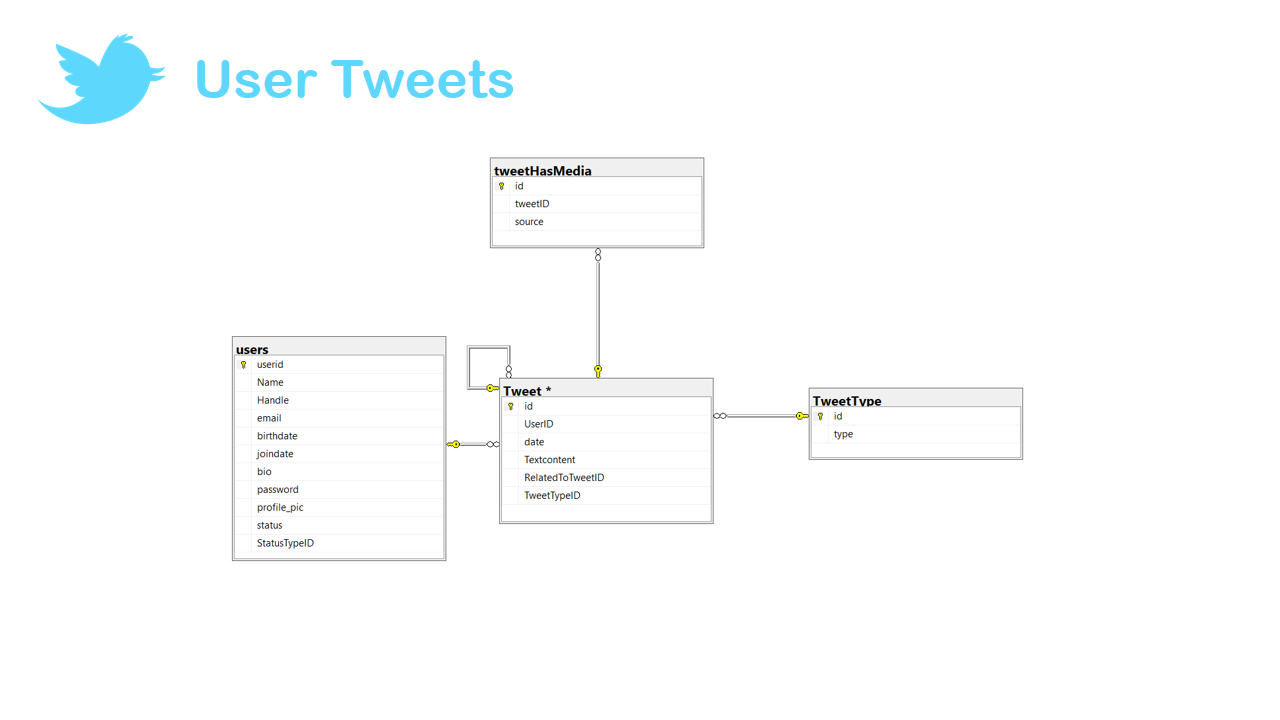 User Tweets
tweetHasMedia
id
tweetID
source
users
userid
Name
Handle
email
birthdate
joindate
bio
password
profile_pic
status
StatusTypeID
Tweet *
id
UserID
date
Textcontent
RelatedToTweetID
TweetTypeID
TweetType
id
type